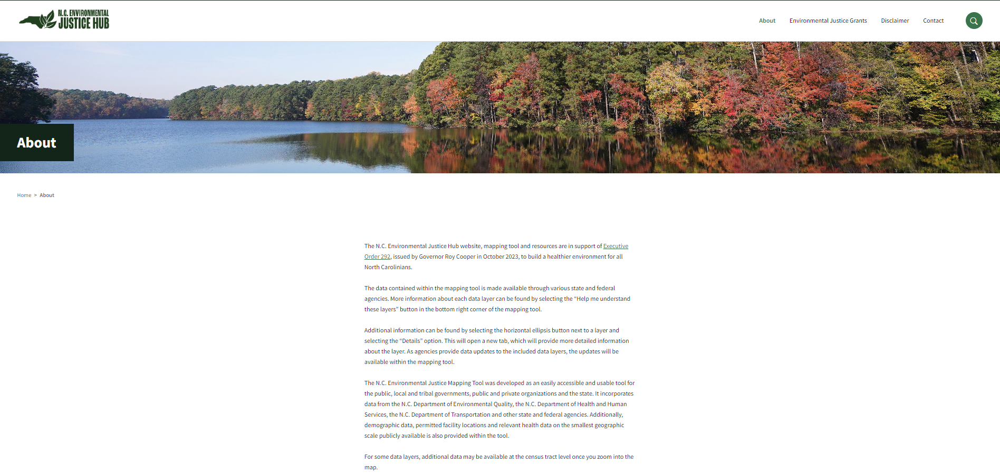 N.C. ENVIRONMENTAL
JUSTICE HUB
About
Environmental Justice Grants
Disclaimer
Contact
About
Home > About
The N.C. Environmental Justice Hub website, mapping tool and resources are in support of Executive
Order 292, issued by Governor Roy Cooper in October 2023, to build a healthier environment for all
North Carolinians.
The data contained within the mapping tool is made available through various state and federal
agencies. More information about each data layer can be found by selecting the “Help me understand
these layers” button in the bottom right corner of the mapping tool.
Additional information can be found by selecting the horizontal ellipsis button next to a layer and
selecting the “Details” option. This will open a new tab, which will provide more detailed information
about the layer. As agencies provide data updates to the included data layers, the updates will be
available within the mapping tool.
The N.C. Environmental Justice Mapping Tool was developed as an easily accessible and usable tool for
the public, local and tribal governments, public and private organizations and the state. It incorporates
data from the N.C. Department of Environmental Quality, the N.C. Department of Health and Human
Services, the N.C. Department of Transportation and other state and federal agencies. Additionally,
demographic data, permitted facility locations and relevant health data on the smallest geographic
scale publicly available is also provided within the tool.
For some data layers, additional data may be available at the census tract level once you zoom into the
map.